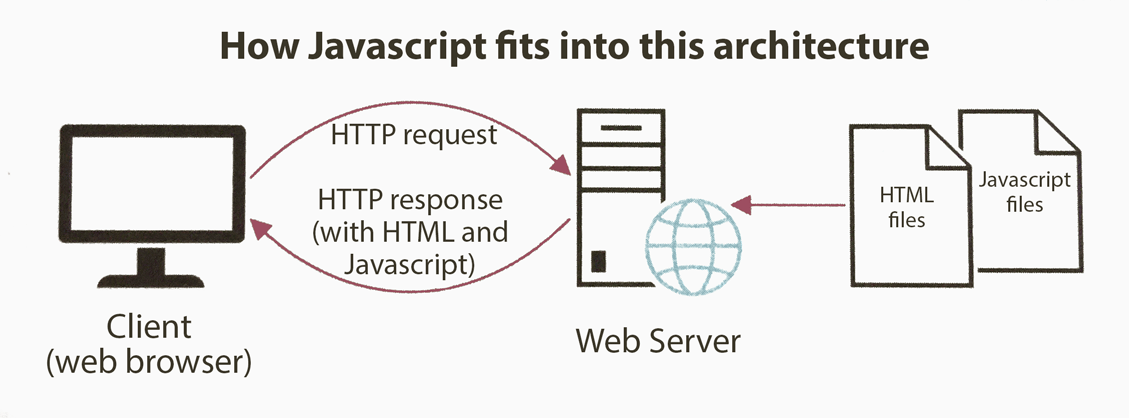 How Javascript fits into this architecture
HTTP request
HTTP response
(with HTML and
Javascript)
HTML
files
Javascript
files
Client
(web browser)
Web Server